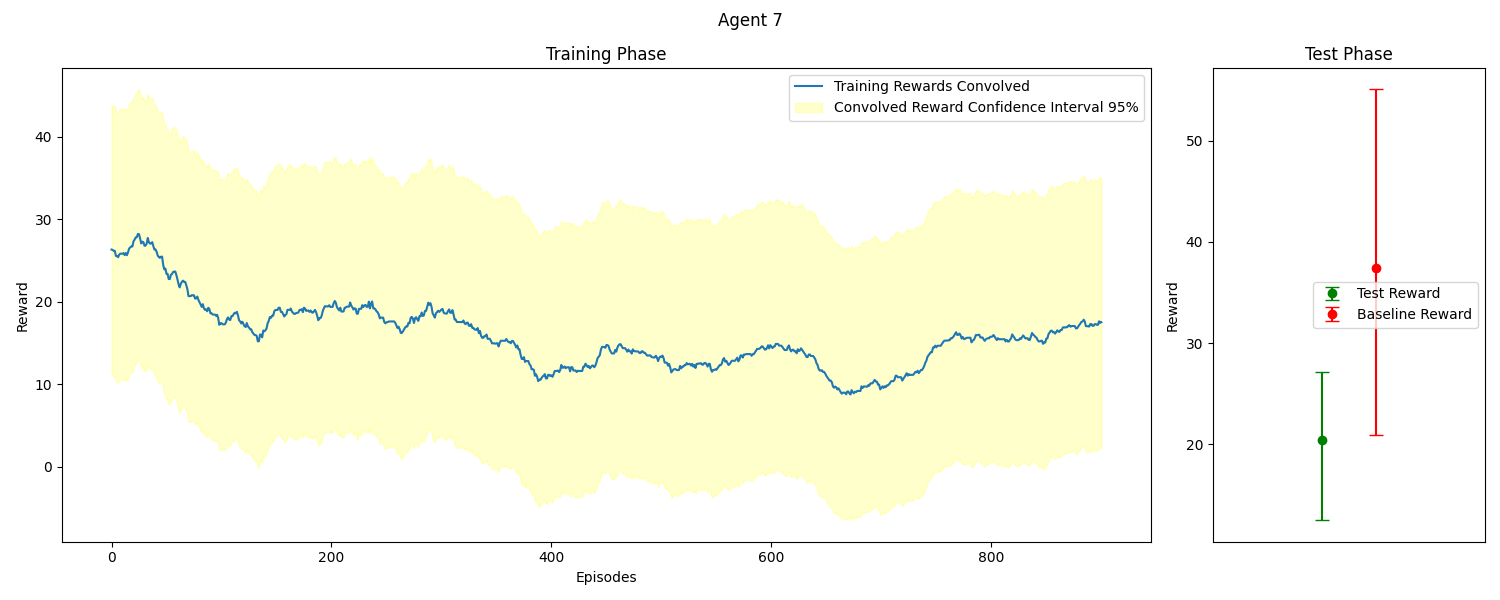 Agent 7
Training Phase
Training Rewards Convolved
Convolved Reward Confidence Interval 95%
Reward
40
30
20
10
0
0 200 400 600 800
Episodes
Test Phase
Reward
50
40
30
20
Test Reward
Baseline Reward